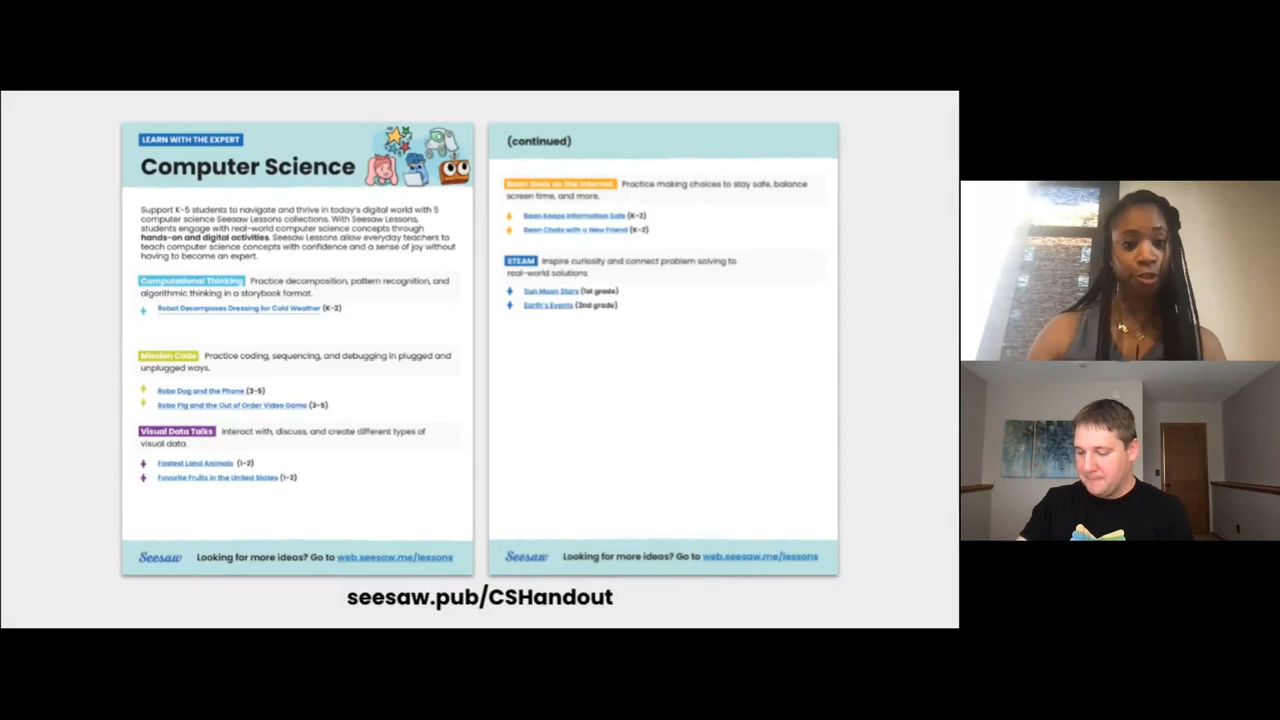 LEARN WITH THE EXPERT
Computer Science
Support K-5 students to navigate and thrive in today's digital world with 5
computer science Seesaw Lessons collections. With Seesaw Lessons,
students engage with real-world computer science concepts through
hands-on and digital activities. Seesaw Lessons allow everyday teachers to
teach computer science concepts with confidence and a sense of joy without
having to become an expert.
Computational Thinking Practice decomposition, pattern recognition, and
algorithmic thinking in a storybook format.
Robot Decomposes Dressing for Cold Weather (K-2)
Mission Code Practice coding, sequencing, and debugging in plugged and
unplugged ways.
Robo Dog and the Phone (3-5)
Robo Pig and the Out of Order Video Game (3-5)
Visual Data Talks Interact with, discuss, and create different types of
visual data.
Fastest Land Animals (1-2)
Favorite Fruits in the United States (1-2)
Seesaw Looking for more ideas? Go to web.seesaw.me/lessons
(continued)
Bean Goes on the Internet Practice making choices to stay safe, balance
screen time, and more.
Bean Keeps Information Safe (K-2)
Bean Chats with a New Friend (K-2)
STEAM Inspire curiosity and connect problem solving to
real-world solutions
Sun Moon Stars (1st grade)
Earth's Events (2nd grade)
Seesaw Looking for more ideas? Go to web.seesaw.me/lessons
seesaw.pub/CSHandout